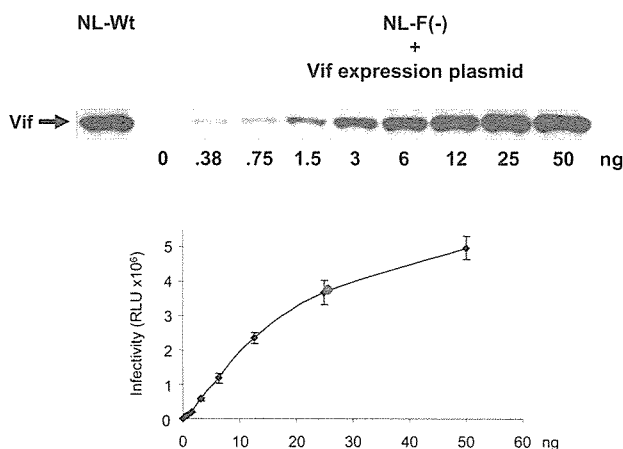 NL-Wt
NL-F(-)
+
Vif expression plasmid
Vif
0 .38 .75 1.5 3 6 12 25 50 ng
Infectivity (RLU x10⁶)
5
4
3
2
1
0
0 10 20 30 40 50 60 ng